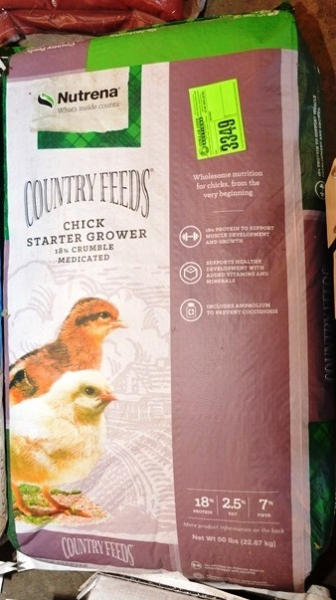 Nutrena
What's inside counts
3349
COUNTRY FEEDS
CHICK
STARTER GROWER
18% CRUMBLE
MEDICATED
Wholesome nutrition
for chicks, from the
very beginning
18% PROTEIN TO SUPPORT
MUSCLE DEVELOPMENT
AND GROWTH
SUPPORTS HEALTHY
DEVELOPMENT WITH
ADDED VITAMINS AND
MINERALS
INCLUDES AMPROLIUM
TO PREVENT COCCIDIOSIS
18% 2.5% 7%
PROTEIN FAT FIBER
More product information on the back
Net Wt 50 lbs (22.67 kg)
COUNTRY FEEDS